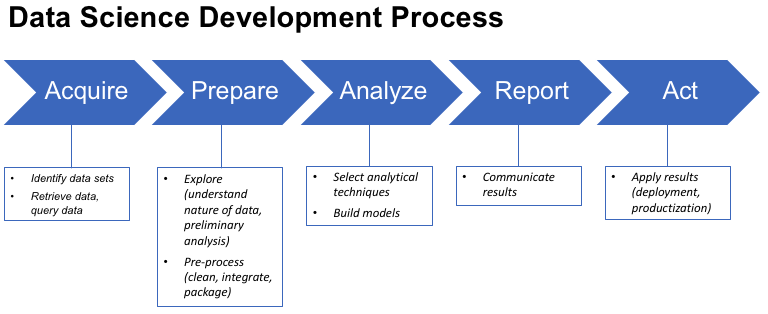 Data Science Development Process
Acquire
Prepare
Analyze
Report
Act
• Identify data sets
• Retrieve data,
query data
• Explore
(understand
nature of data,
preliminary
analysis)
• Pre-process
(clean, integrate,
package)
• Select analytical
techniques
• Build models
• Communicate
results
• Apply results
(deployment,
productization)